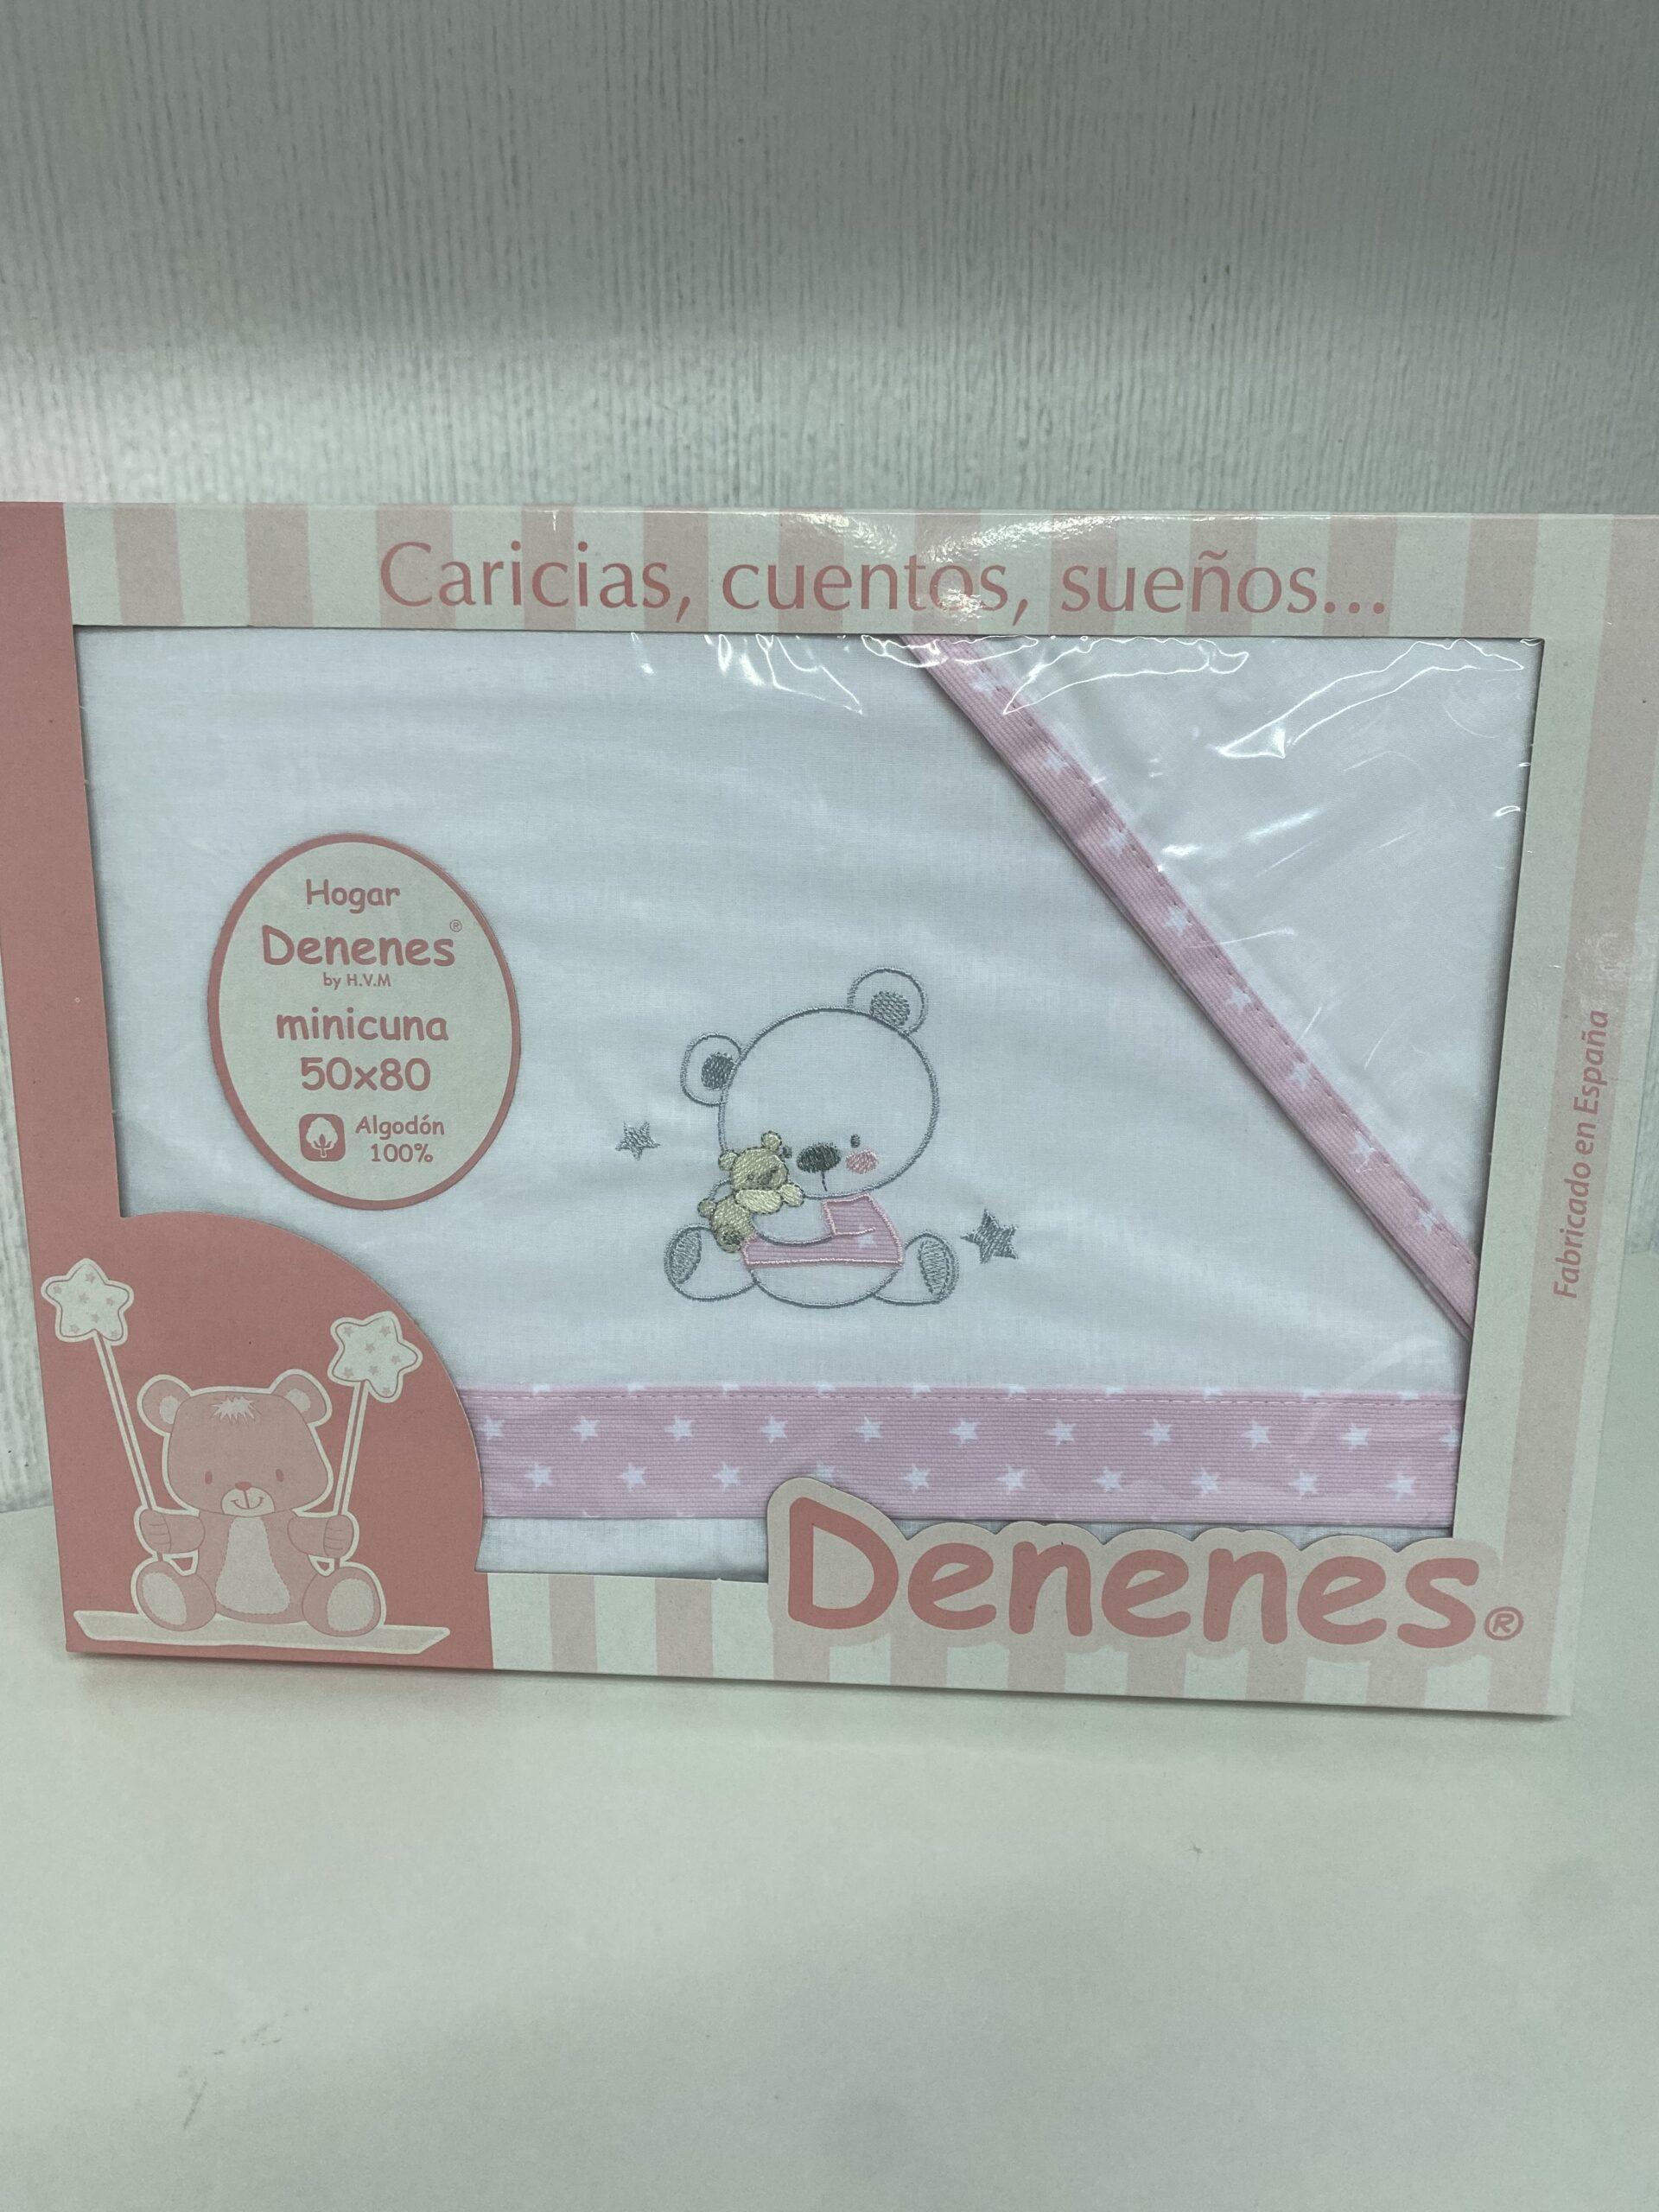 Caricias, cuentos, sueños...
Hogar
Denenes®
by H.V.M
minicuna
50x80
Algodón
100%
Fabricado en España
Denenes®